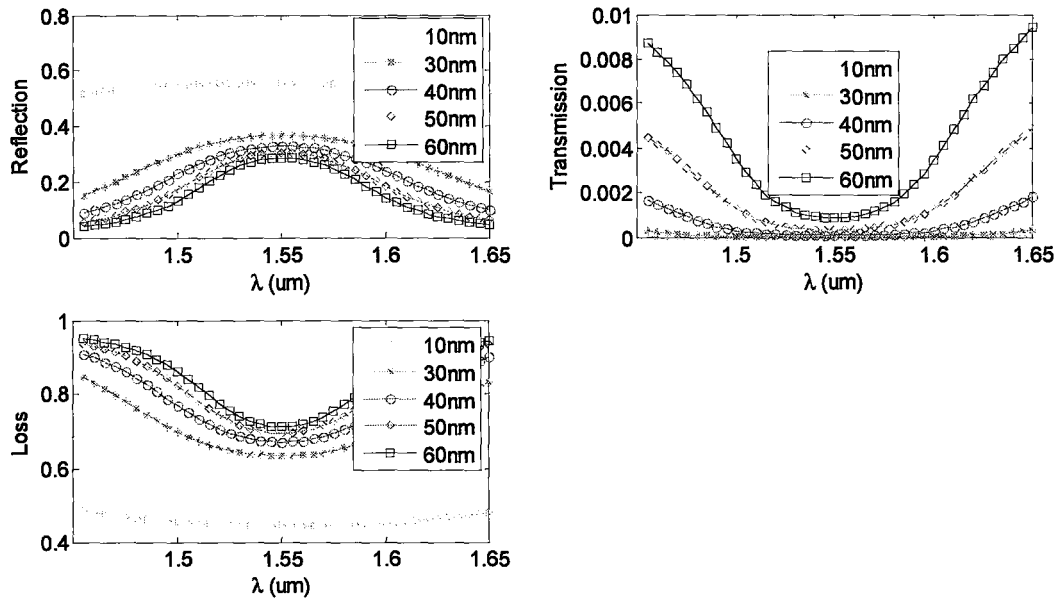 0.8
0.6
0.4
0.2
0
Reflection
1.5
1.55
1.6
1.65
λ (um)
10nm
30nm
40nm
50nm
60nm
0.01
0.008
0.006
0.004
0.002
0
Transmission
1.5
1.55
1.6
1.65
λ (um)
10nm
30nm
40nm
50nm
60nm
1
0.8
0.6
0.4
Loss
1.5
1.55
1.6
1.65
λ (um)
10nm
30nm
40nm
50nm
60nm